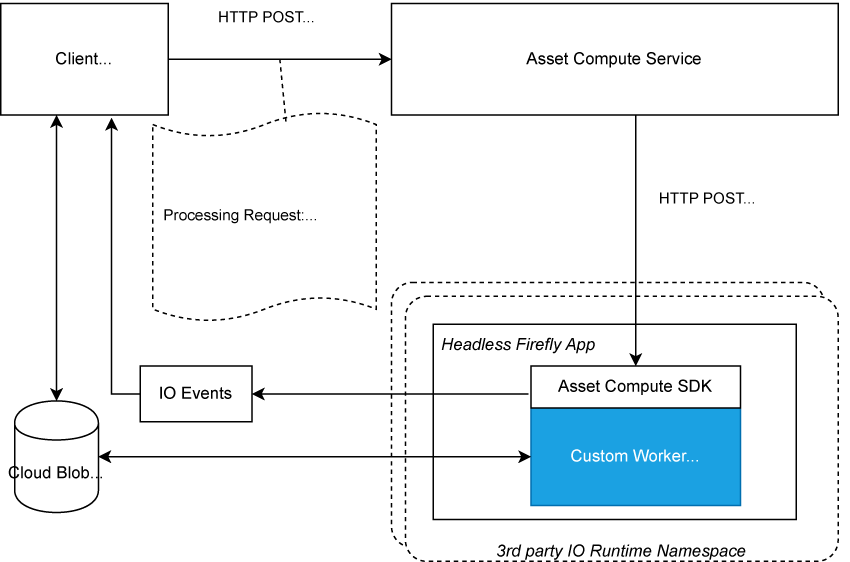 HTTP POST...
Client...
Asset Compute Service
HTTP POST...
Processing Request:...
Headless Firefly App
IO Events
Asset Compute SDK
Custom Worker...
Cloud Blob...
3rd party IO Runtime Namespace